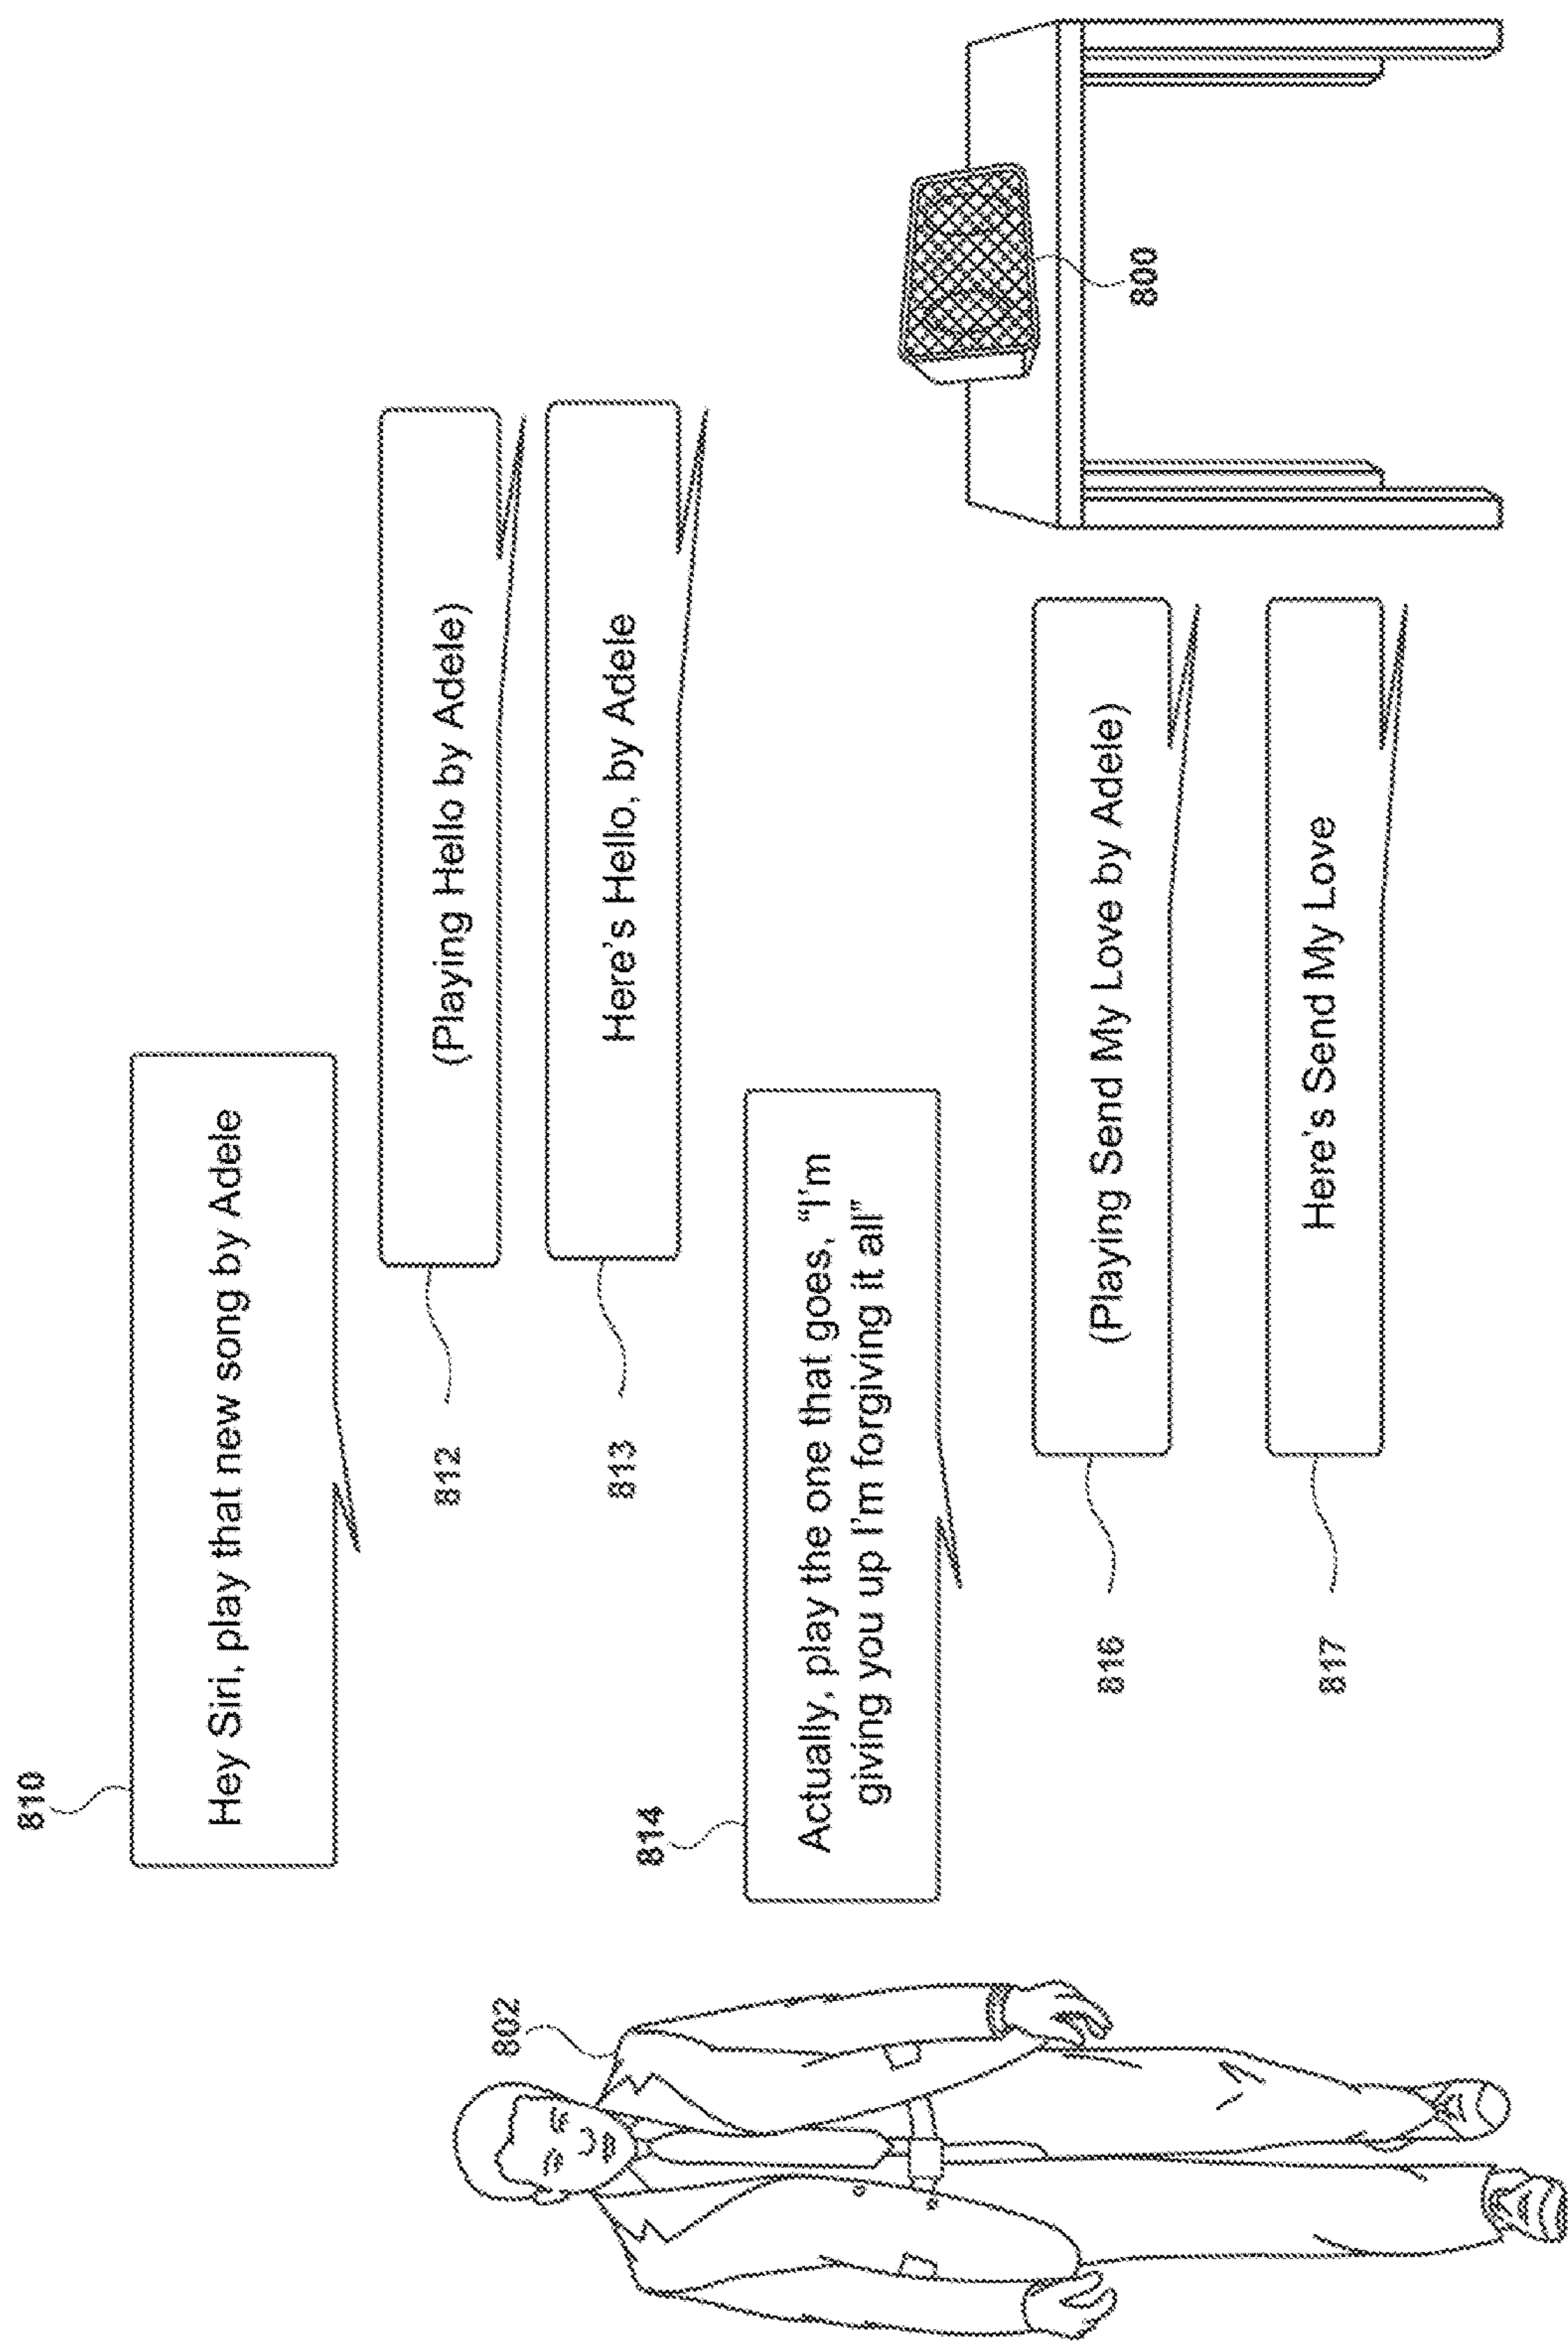 810
Hey Siri, play that new song by Adele
812
(Playing Hello by Adele)
813
Here's Hello, by Adele
814
Actually, play the one that goes, “I'm
giving you up I'm forgiving it all”
802
816
(Playing Send My Love by Adele)
800
817
Here's Send My Love